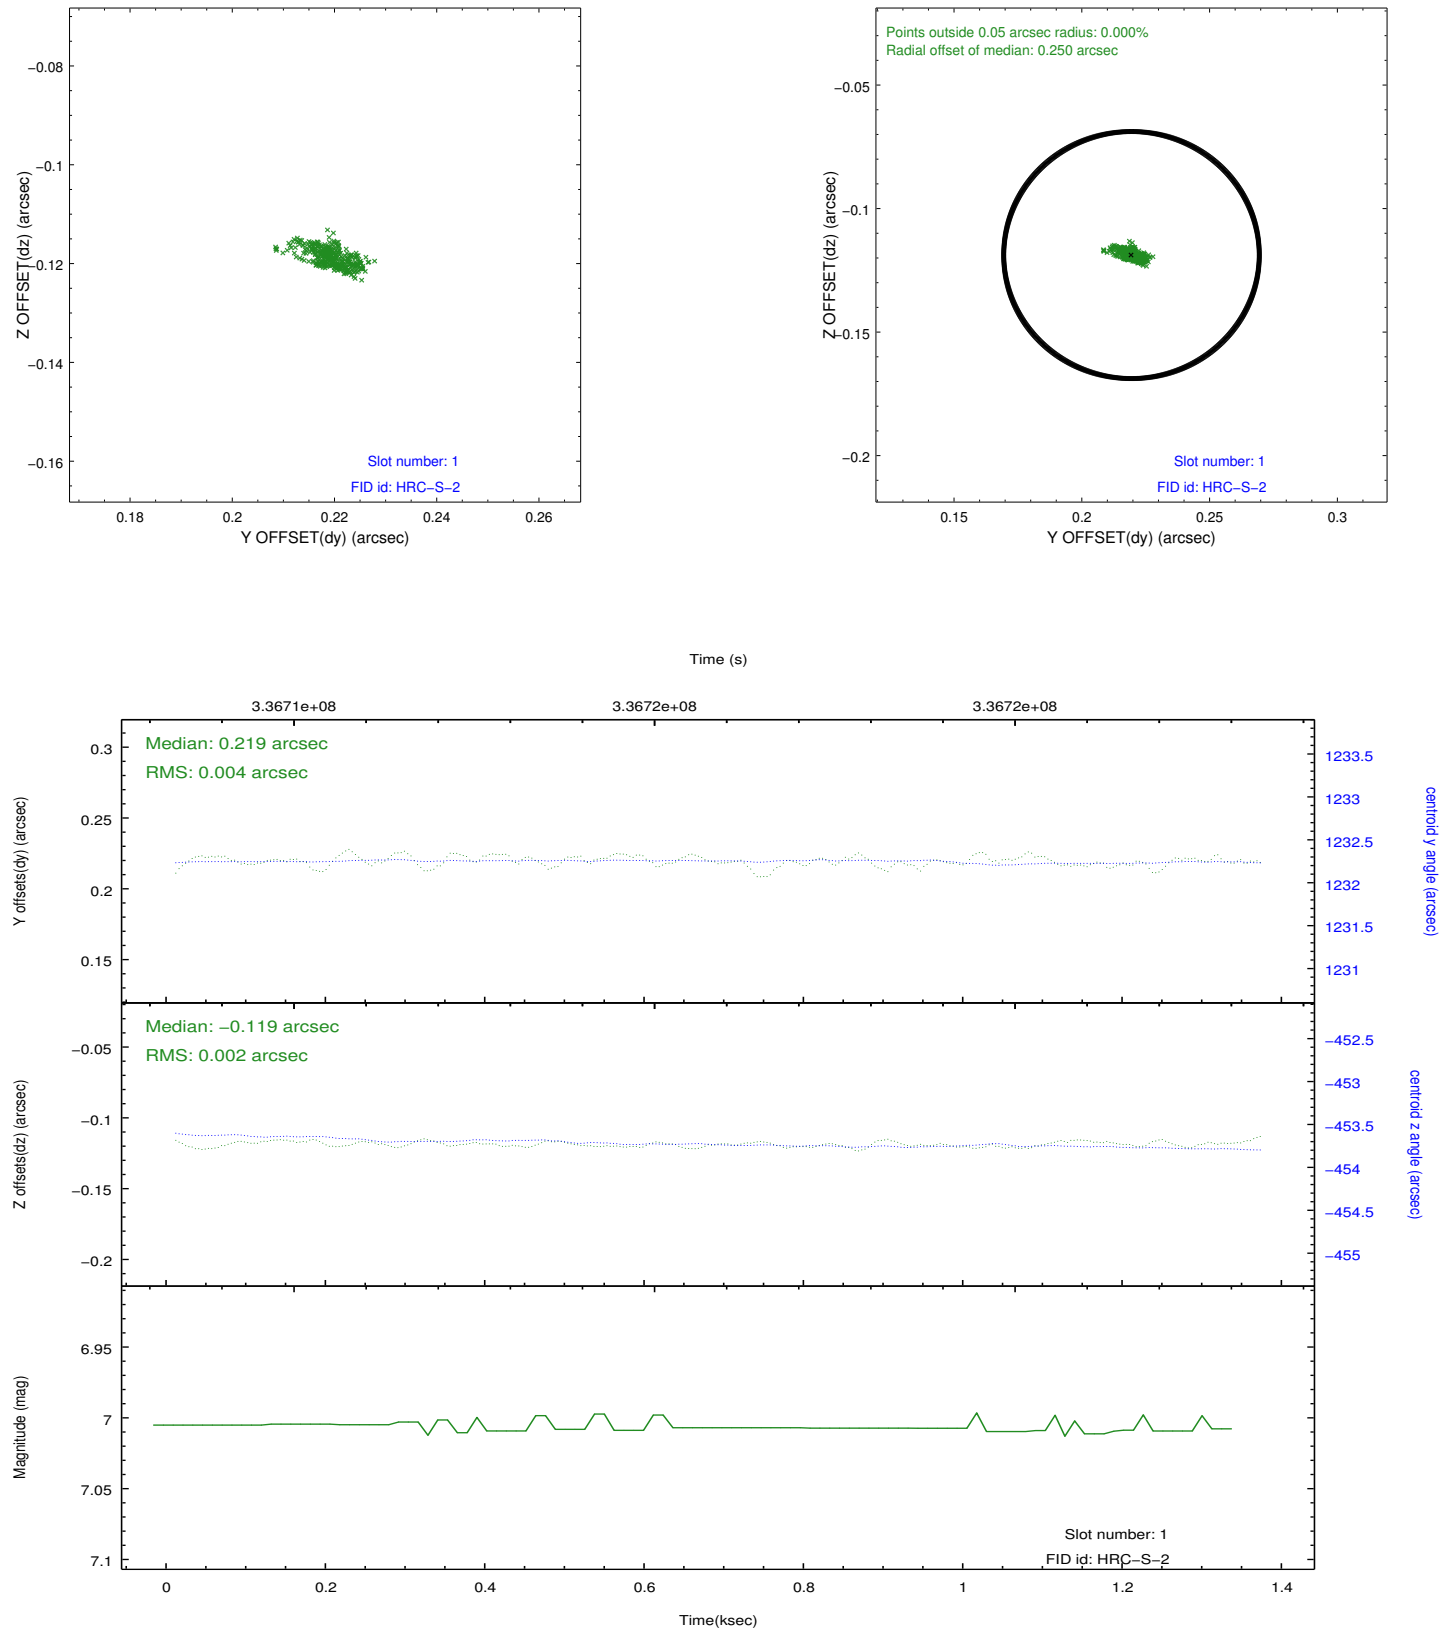 −0.08
−0.1
−0.12
−0.14
−0.16
Z OFFSET(dz) (arcsec)
Slot number: 1
FID id: HRC−S−2
0.18
0.2
0.22
0.24
0.26
Y OFFSET(dy) (arcsec)
Points outside 0.05 arcsec radius: 0.000%
Radial offset of median: 0.250 arcsec
−0.05
−0.1
−0.15
−0.2
Z OFFSET(dz) (arcsec)
Slot number: 1
FID id: HRC−S−2
0.15
0.2
0.25
0.3
Y OFFSET(dy) (arcsec)
Time (s)
3.3671e+08
3.3672e+08
3.3672e+08
Median: 0.219 arcsec
RMS: 0.004 arcsec
0.3
0.25
0.2
0.15
Y offsets(dy) (arcsec)
1233.5
1233
1232.5
1232
1231.5
1231
centroid y angle (arcsec)
Median: −0.119 arcsec
RMS: 0.002 arcsec
−0.05
−0.1
−0.15
−0.2
Z offsets(dz) (arcsec)
−452.5
−453
−453.5
−454
−454.5
−455
centroid z angle (arcsec)
6.95
7
7.05
7.1
Magnitude (mag)
Slot number: 1
FID id: HRC−S−2
0
0.2
0.4
0.6
0.8
1
1.2
1.4
Time(ksec)